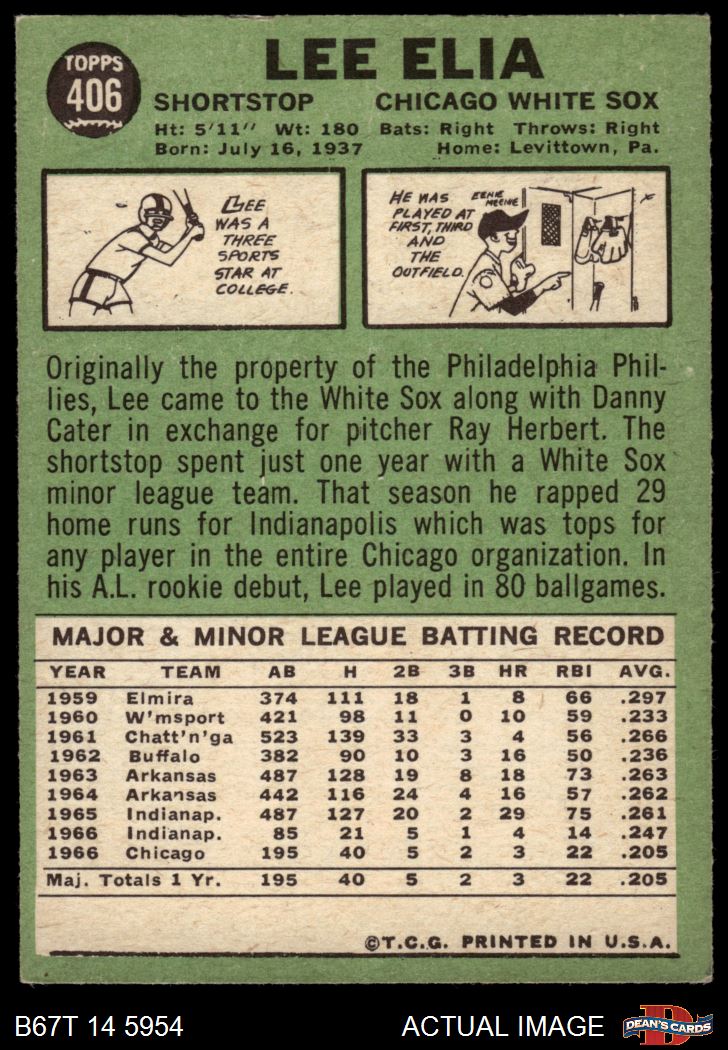 TOPPS
406
LEE ELIA
SHORTSTOP CHICAGO WHITE SOX
Ht: 5'11" Wt: 180 Bats: Right Throws: Right
Born: July 16, 1937 Home: Levittown, Pa.
LEE
WAS A
THREE
SPORTS
STAR AT
COLLEGE.
HE WAS
PLAYED AT
FIRST, THIRD
AND
THE
OUTFIELD.
EENIE
MEENIE
Originally the property of the Philadelphia Phil-
lies, Lee came to the White Sox along with Danny
Cater in exchange for pitcher Ray Herbert. The
shortstop spent just one year with a White Sox
minor league team. That season he rapped 29
home runs for Indianapolis which was tops for
any player in the entire Chicago organization. In
his A.L. rookie debut, Lee played in 80 ballgames.
MAJOR & MINOR LEAGUE BATTING RECORD
YEAR TEAM AB H 2B 3B HR RBI AVG.
1959 Elmira 374 111 18 1 8 66 .297
1960 W'msport 421 98 11 0 10 59 .233
1961 Chatt'n'ga 523 139 33 3 4 56 .266
1962 Buffalo 382 90 10 3 16 50 .236
1963 Arkansas 487 128 19 8 18 73 .263
1964 Arkansas 442 116 24 4 16 57 .262
1965 Indianap. 487 127 20 2 29 75 .261
1966 Indianap. 85 21 5 1 4 14 .247
1966 Chicago 195 40 5 2 3 22 .205
Maj. Totals 1 Yr. 195 40 5 2 3 22 .205
©T.C.G. PRINTED IN U.S.A.
B67T 14 5954 ACTUAL IMAGE
D
DEAN'S CARDS